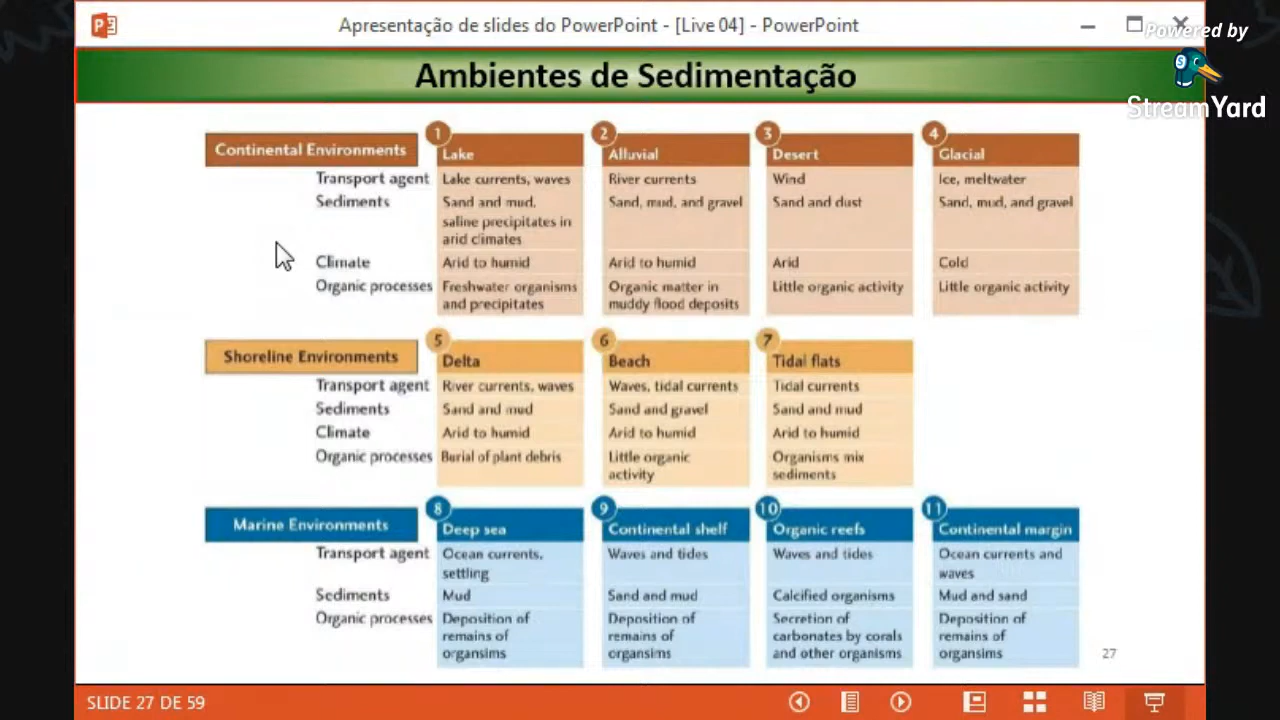 Apresentação de slides do PowerPoint - [Live 04] - PowerPoint
Powered by
StreamYard
Ambientes de Sedimentação
Continental Environments
1 2 3 4
Lake Alluvial Desert Glacial
Transport agent Lake currents, waves River currents Wind Ice, meltwater
Sediments Sand and mud, Sand, mud, and gravel Sand and dust Sand, mud, and gravel
saline precipitates in
arid climates
Climate Arid to humid Arid to humid Arid Cold
Organic processes Freshwater organisms Organic matter in Little organic activity Little organic activity
and precipitates muddy flood deposits
Shoreline Environments
5 6 7
Delta Beach Tidal flats
Transport agent River currents, waves Waves, tidal currents Tidal currents
Sediments Sand and mud Sand and gravel Sand and mud
Climate Arid to humid Arid to humid Arid to humid
Organic processes Burial of plant debris Little organic Organisms mix
activity sediments
Marine Environments
8 9 10 11
Deep sea Continental shelf Organic reefs Continental margin
Transport agent Ocean currents, Waves and tides Waves and tides Ocean currents and
settling waves
Sediments Mud Sand and mud Calcified organisms Mud and sand
Organic processes Deposition of Deposition of Secretion of Deposition of
remains of remains of carbonates by corals remains of
organsims organsims and other organisms organsims
27
SLIDE 27 DE 59